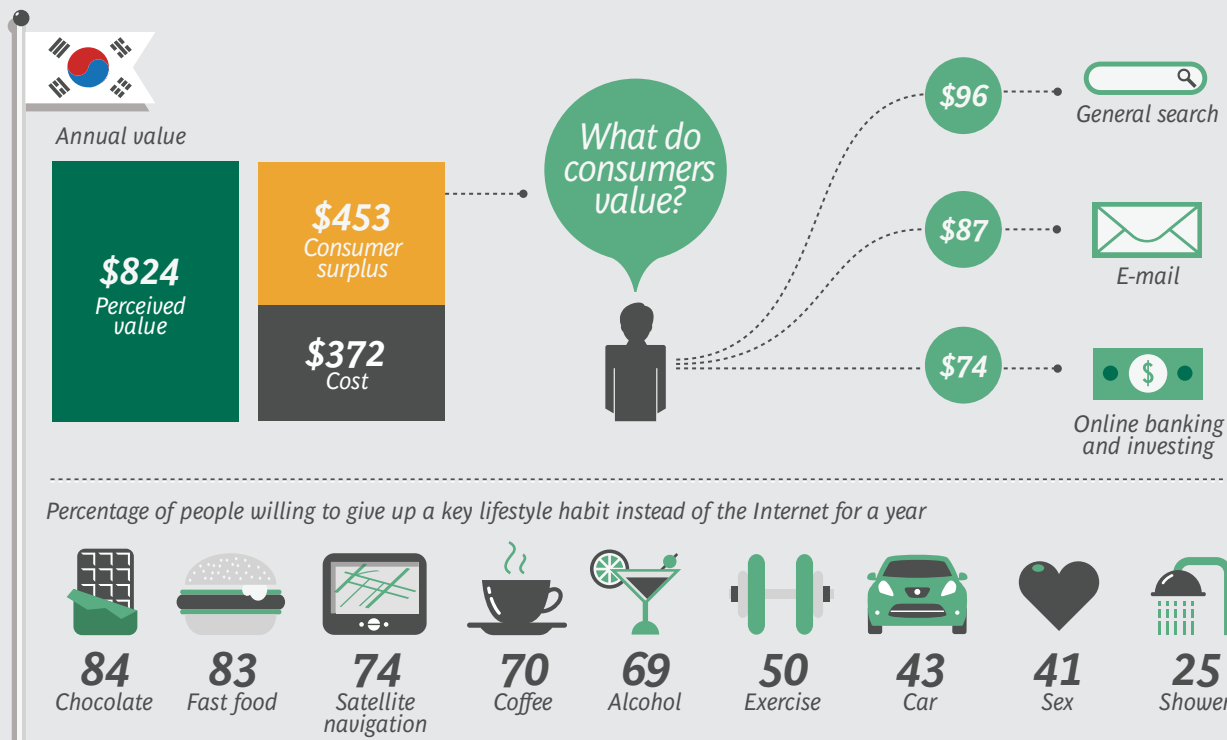 Annual value
$824
Perceived
value
$453
Consumer
surplus
$372
Cost
What do
consumers
value?
$96
General search
$87
E-mail
$74
$
Online banking
and investing
Percentage of people willing to give up a key lifestyle habit instead of the Internet for a year
84
Chocolate
83
Fast food
74
Satellite
navigation
70
Coffee
69
Alcohol
50
Exercise
43
Car
41
Sex
25
Shower